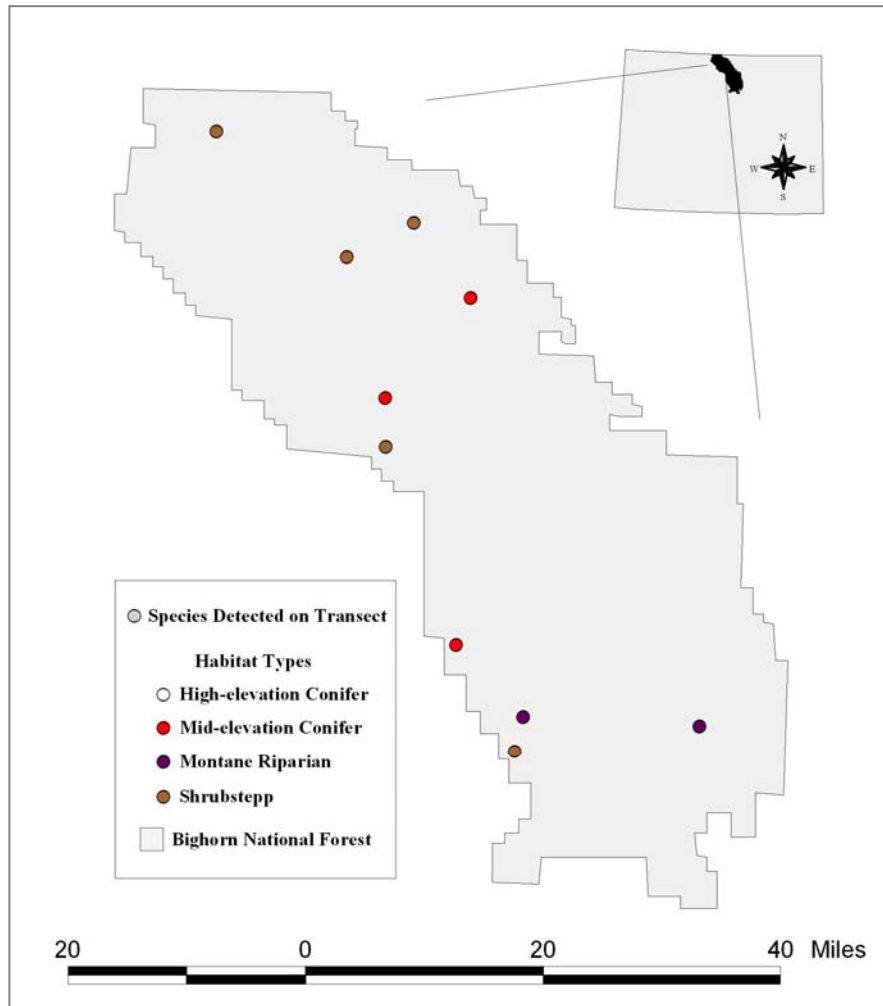 N
W E
S
Species Detected on Transect
Habitat Types
High-elevation Conifer
Mid-elevation Conifer
Montane Riparian
Shrubstepp
Bighorn National Forest
20 0 20 40 Miles